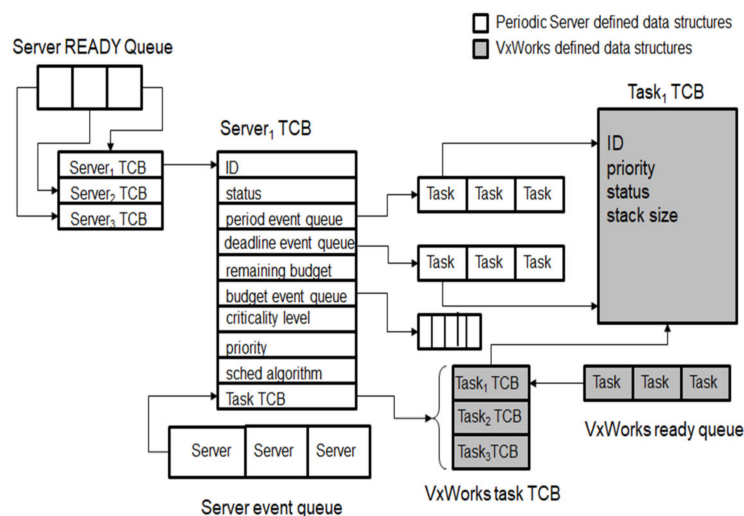 Periodic Server defined data structures
VxWorks defined data structures
Server READY Queue
Server₁ TCB
Server₂ TCB
Server₃ TCB
Server₁ TCB
ID
status
period event queue
deadline event queue
remaining budget
budget event queue
criticality level
priority
sched algorithm
Task TCB
Task Task Task
Task Task Task
Task₁ TCB
ID
priority
status
stack size
Task₁ TCB
Task₂ TCB
Task₃TCB
VxWorks task TCB
Task Task Task
VxWorks ready queue
Server Server Server
Server event queue